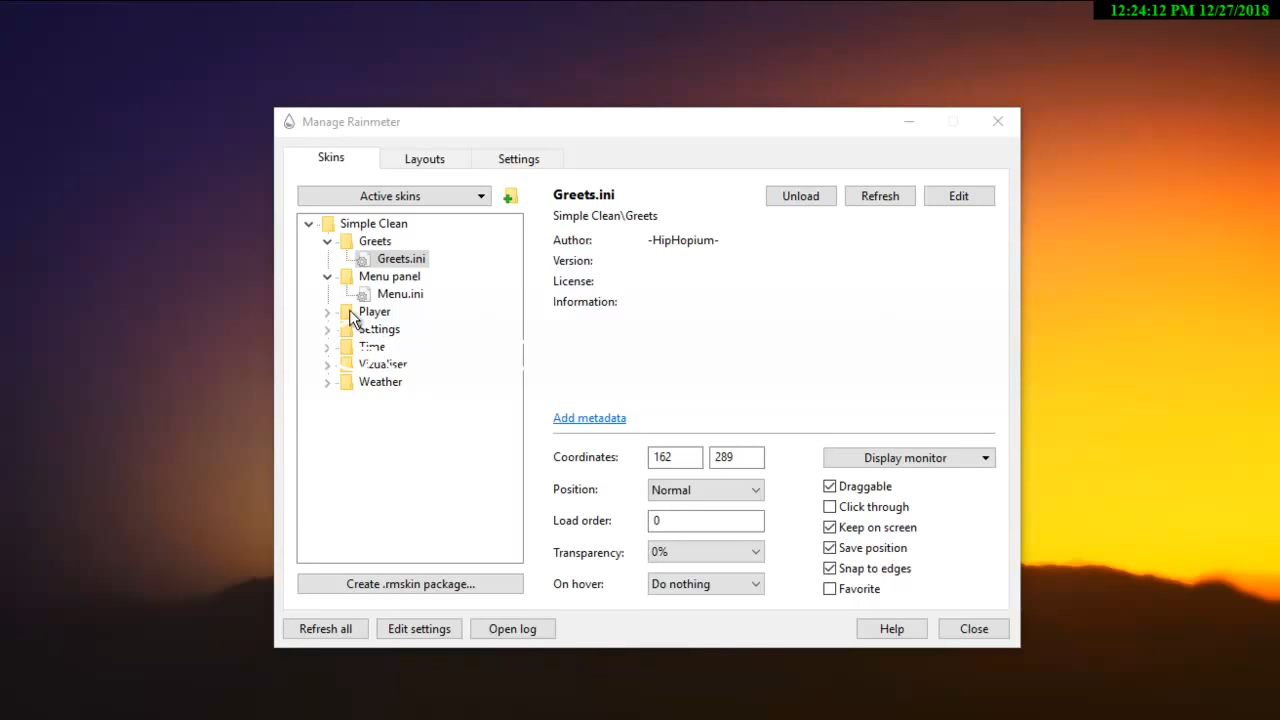 12:24:12 PM 12/27/2018
Manage Rainmeter
Skins
Layouts
Settings
Active skins
Simple Clean
Greets
Greets.ini
Menu panel
Menu.ini
Player
Settings
Time
Vizualiser
Weather
Create .rmskin package...
Greets.ini
Unload
Refresh
Edit
Simple Clean\Greets
Author: -HipHopium-
Version:
License:
Information:
Add metadata
Coordinates: 162 289
Position: Normal
Load order: 0
Transparency: 0%
On hover: Do nothing
Display monitor
Draggable
Click through
Keep on screen
Save position
Snap to edges
Favorite
Refresh all
Edit settings
Open log
Help
Close